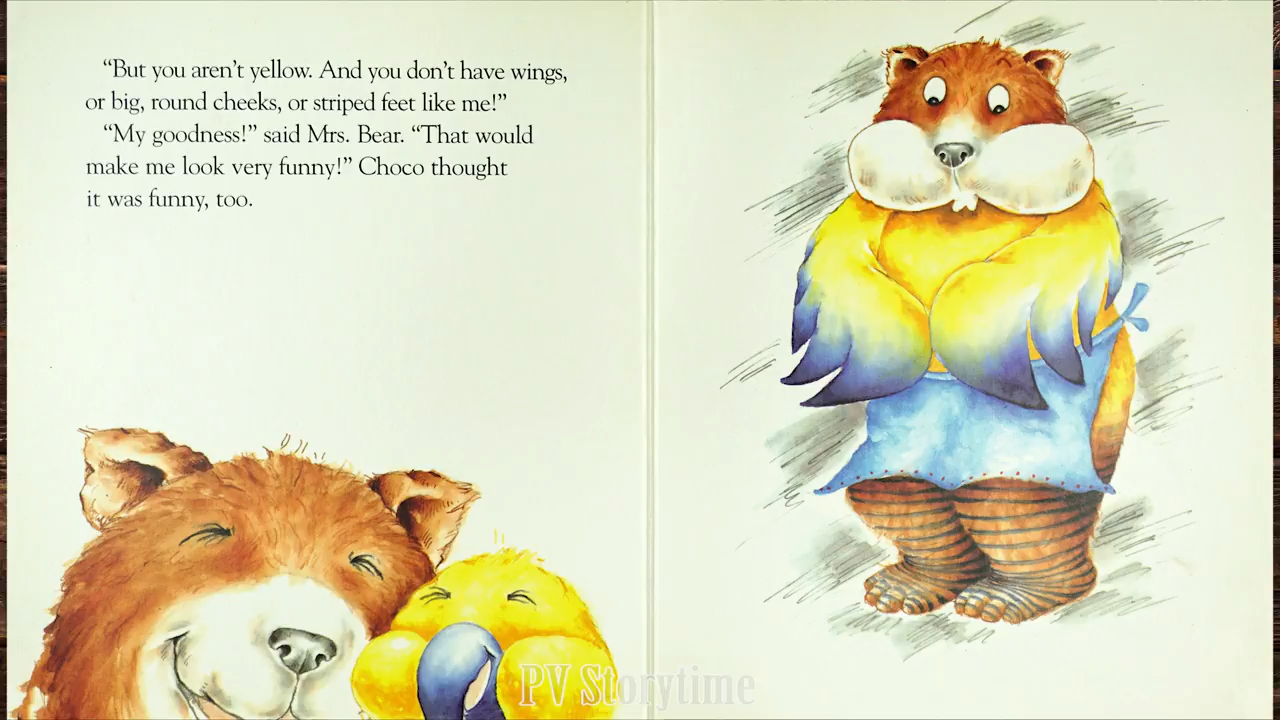 “But you aren’t yellow. And you don’t have wings,
or big, round cheeks, or striped feet like me!”
“My goodness!” said Mrs. Bear. “That would
make me look very funny!” Choco thought
it was funny, too.
PV Storytime